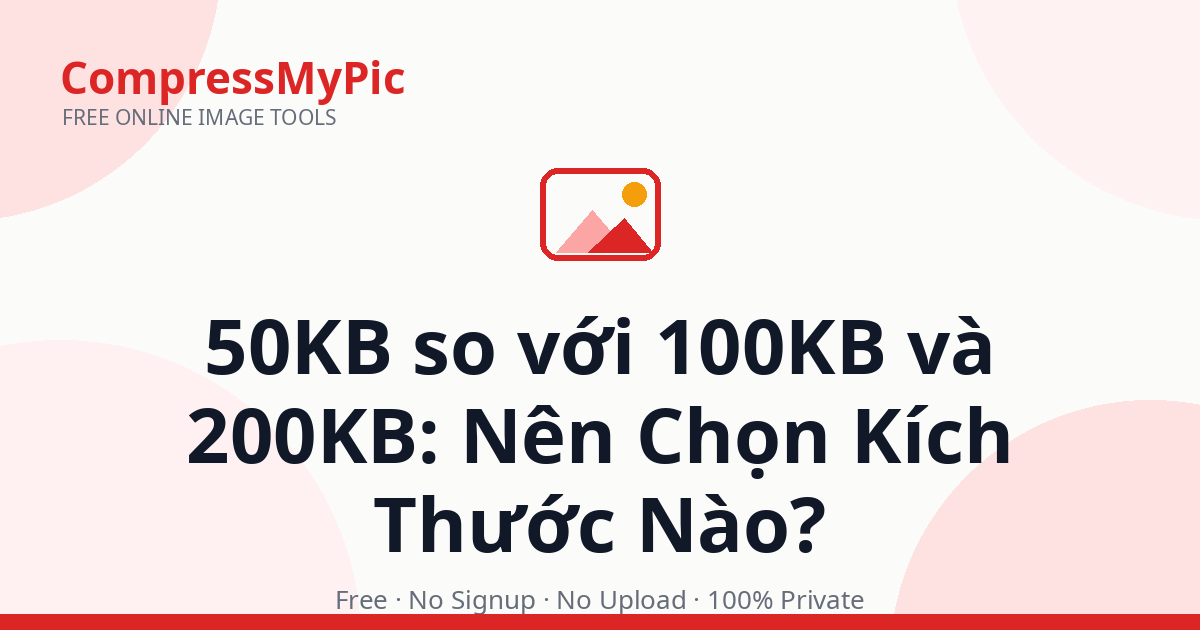 CompressMyPic
FREE ONLINE IMAGE TOOLS
50KB so với 100KB và
200KB: Nên Chọn Kích
Thước Nào?
Free · No Signup · No Upload · 100% Private